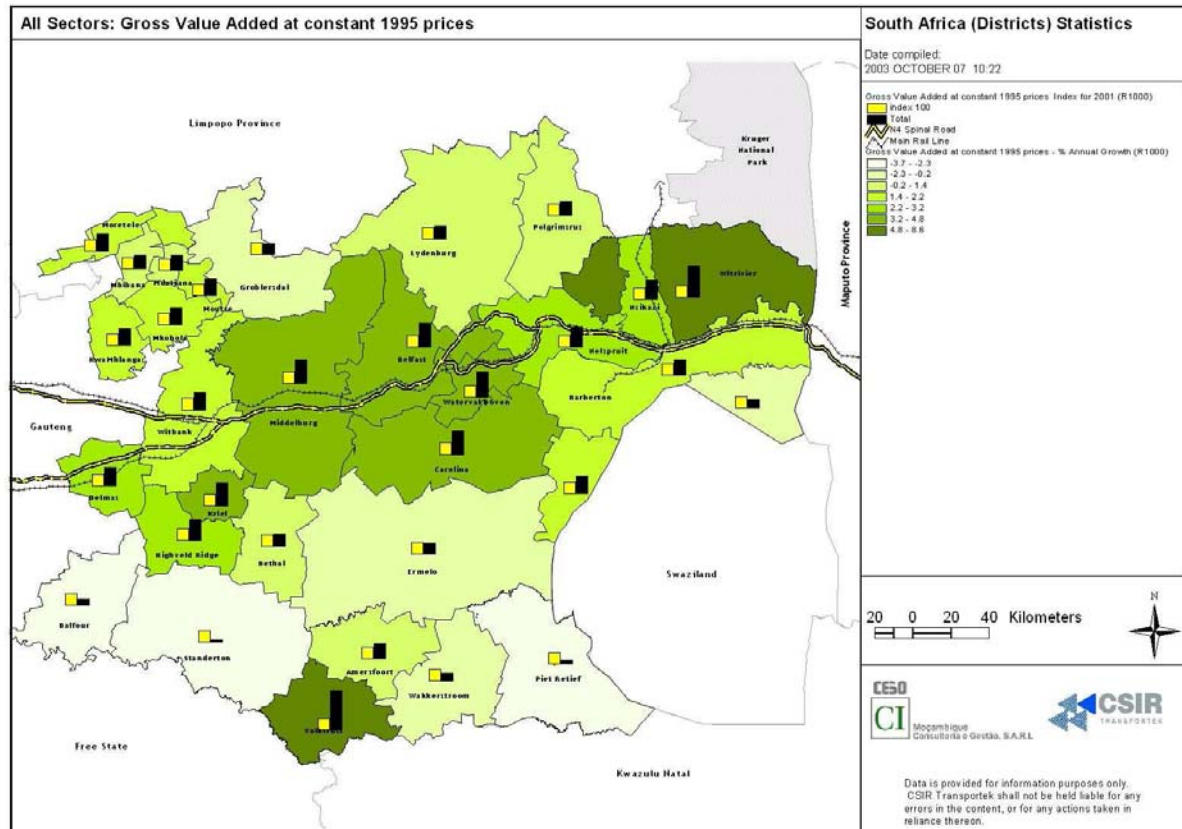 All Sectors: Gross Value Added at constant 1995 prices
South Africa (Districts) Statistics
Date compiled:
2003 OCTOBER 07 10:22
Gross Value Added at constant 1995 prices Index for 2001 (R1000)
Index 100
Total
N4 Spinal Road
Main Rail Line
Gross Value Added at constant 1995 prices - % Annual Growth (R1000)
-3.7 - -2.3
-2.3 - -0.2
-0.2 - 1.4
1.4 - 2.2
2.2 - 3.2
3.2 - 4.8
4.8 - 8.6
Limpopo Province
Kruger
National
Park
Maputo Province
Moretele
Mbibana
Mdutjana
Moutse
Mkobola
KwaMhlanga
Groblersdal
Lydenburg
Pelgrimsrus
Witrivier
Nsikazi
Belfast
Nelspruit
Watervalboven
Barberton
Middelburg
Witbank
Gauteng
Delmas
Kriel
Carolina
Highveld Ridge
Bethal
Ermelo
Swaziland
Balfour
Standerton
Amersfoort
Wakkerstroom
Piet Retief
Free State
Kwazulu Natal
20 0 20 40 Kilometers
N
CESO
CI
Moçambique
Consultoria e Gestão, S.A.R.L
CSIR
TRANSPORTEK
Data is provided for information purposes only.
CSIR Transportek shall not be held liable for any
errors in the content, or for any actions taken in
reliance thereon.